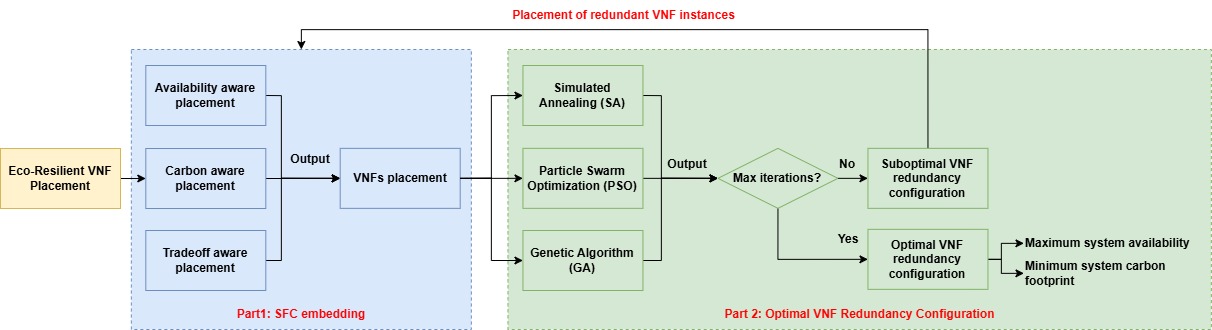 Placement of redundant VNF instances
Eco-Resilient VNF
Placement
Availability aware
placement
Carbon aware
placement
Tradeoff aware
placement
Output
VNFs placement
Part1: SFC embedding
Simulated
Annealing (SA)
Particle Swarm
Optimization (PSO)
Genetic Algorithm
(GA)
Output
Max iterations?
No
Yes
Suboptimal VNF
redundancy
configuration
Optimal VNF
redundancy
configuration
Maximum system availability
Minimum system carbon
footprint
Part 2: Optimal VNF Redundancy Configuration